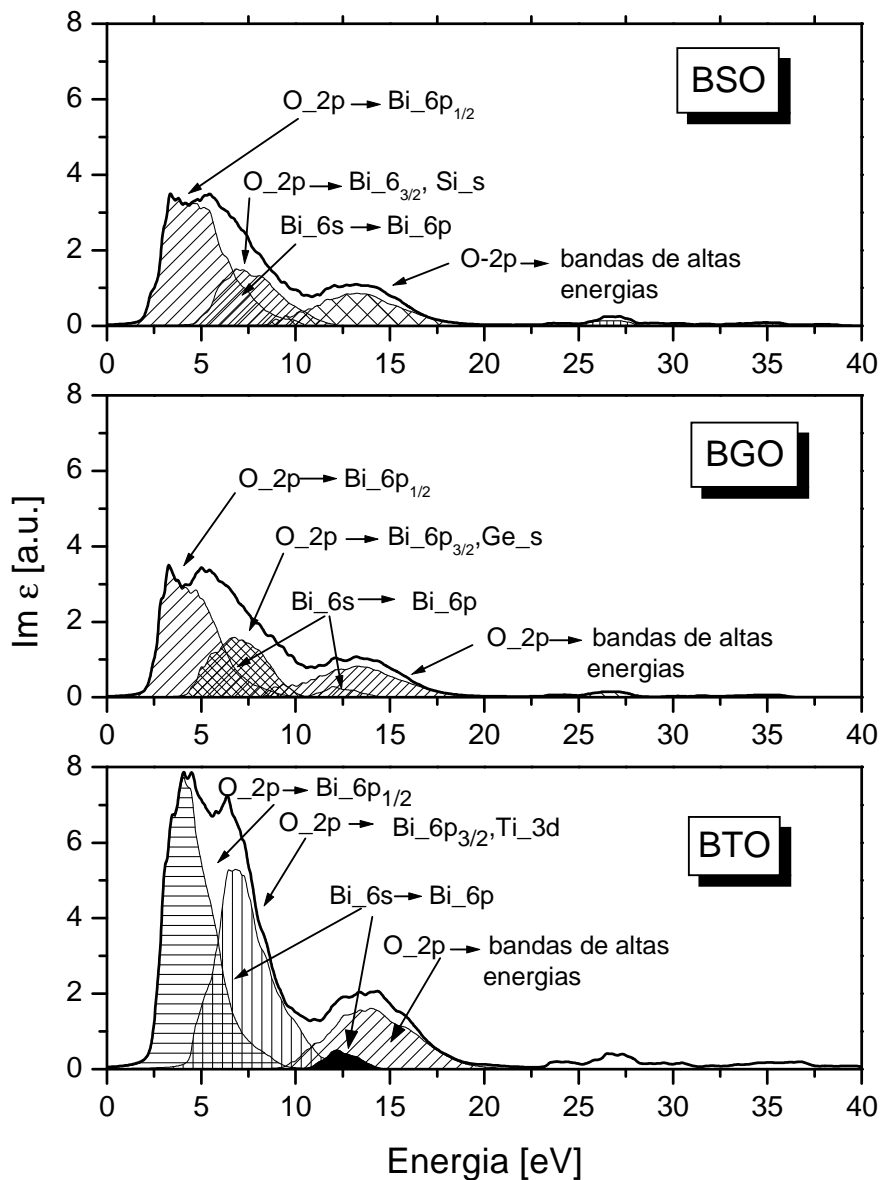 8
BSO
6
O_2p → Bi_6p1/2
4
O_2p → Bi_6 3/2, Si_s
Bi_6s → Bi_6p
2
O-2p → bandas de altas
energias
0
0 5 10 15 20 25 30 35 40
8
BGO
6
O_2p → Bi_6p1/2
4
O_2p → Bi_6p3/2,Ge_s
Bi_6s → Bi_6p
2
O_2p → bandas de altas
energias
0
0 5 10 15 20 25 30 35 40
Im ε [a.u.]
8
O_2p → Bi_6p1/2
O_2p → Bi_6p3/2,Ti_3d
6
BTO
Bi_6s → Bi_6p
4
O_2p → bandas de altas
energias
2
0
0 5 10 15 20 25 30 35 40
Energia [eV]